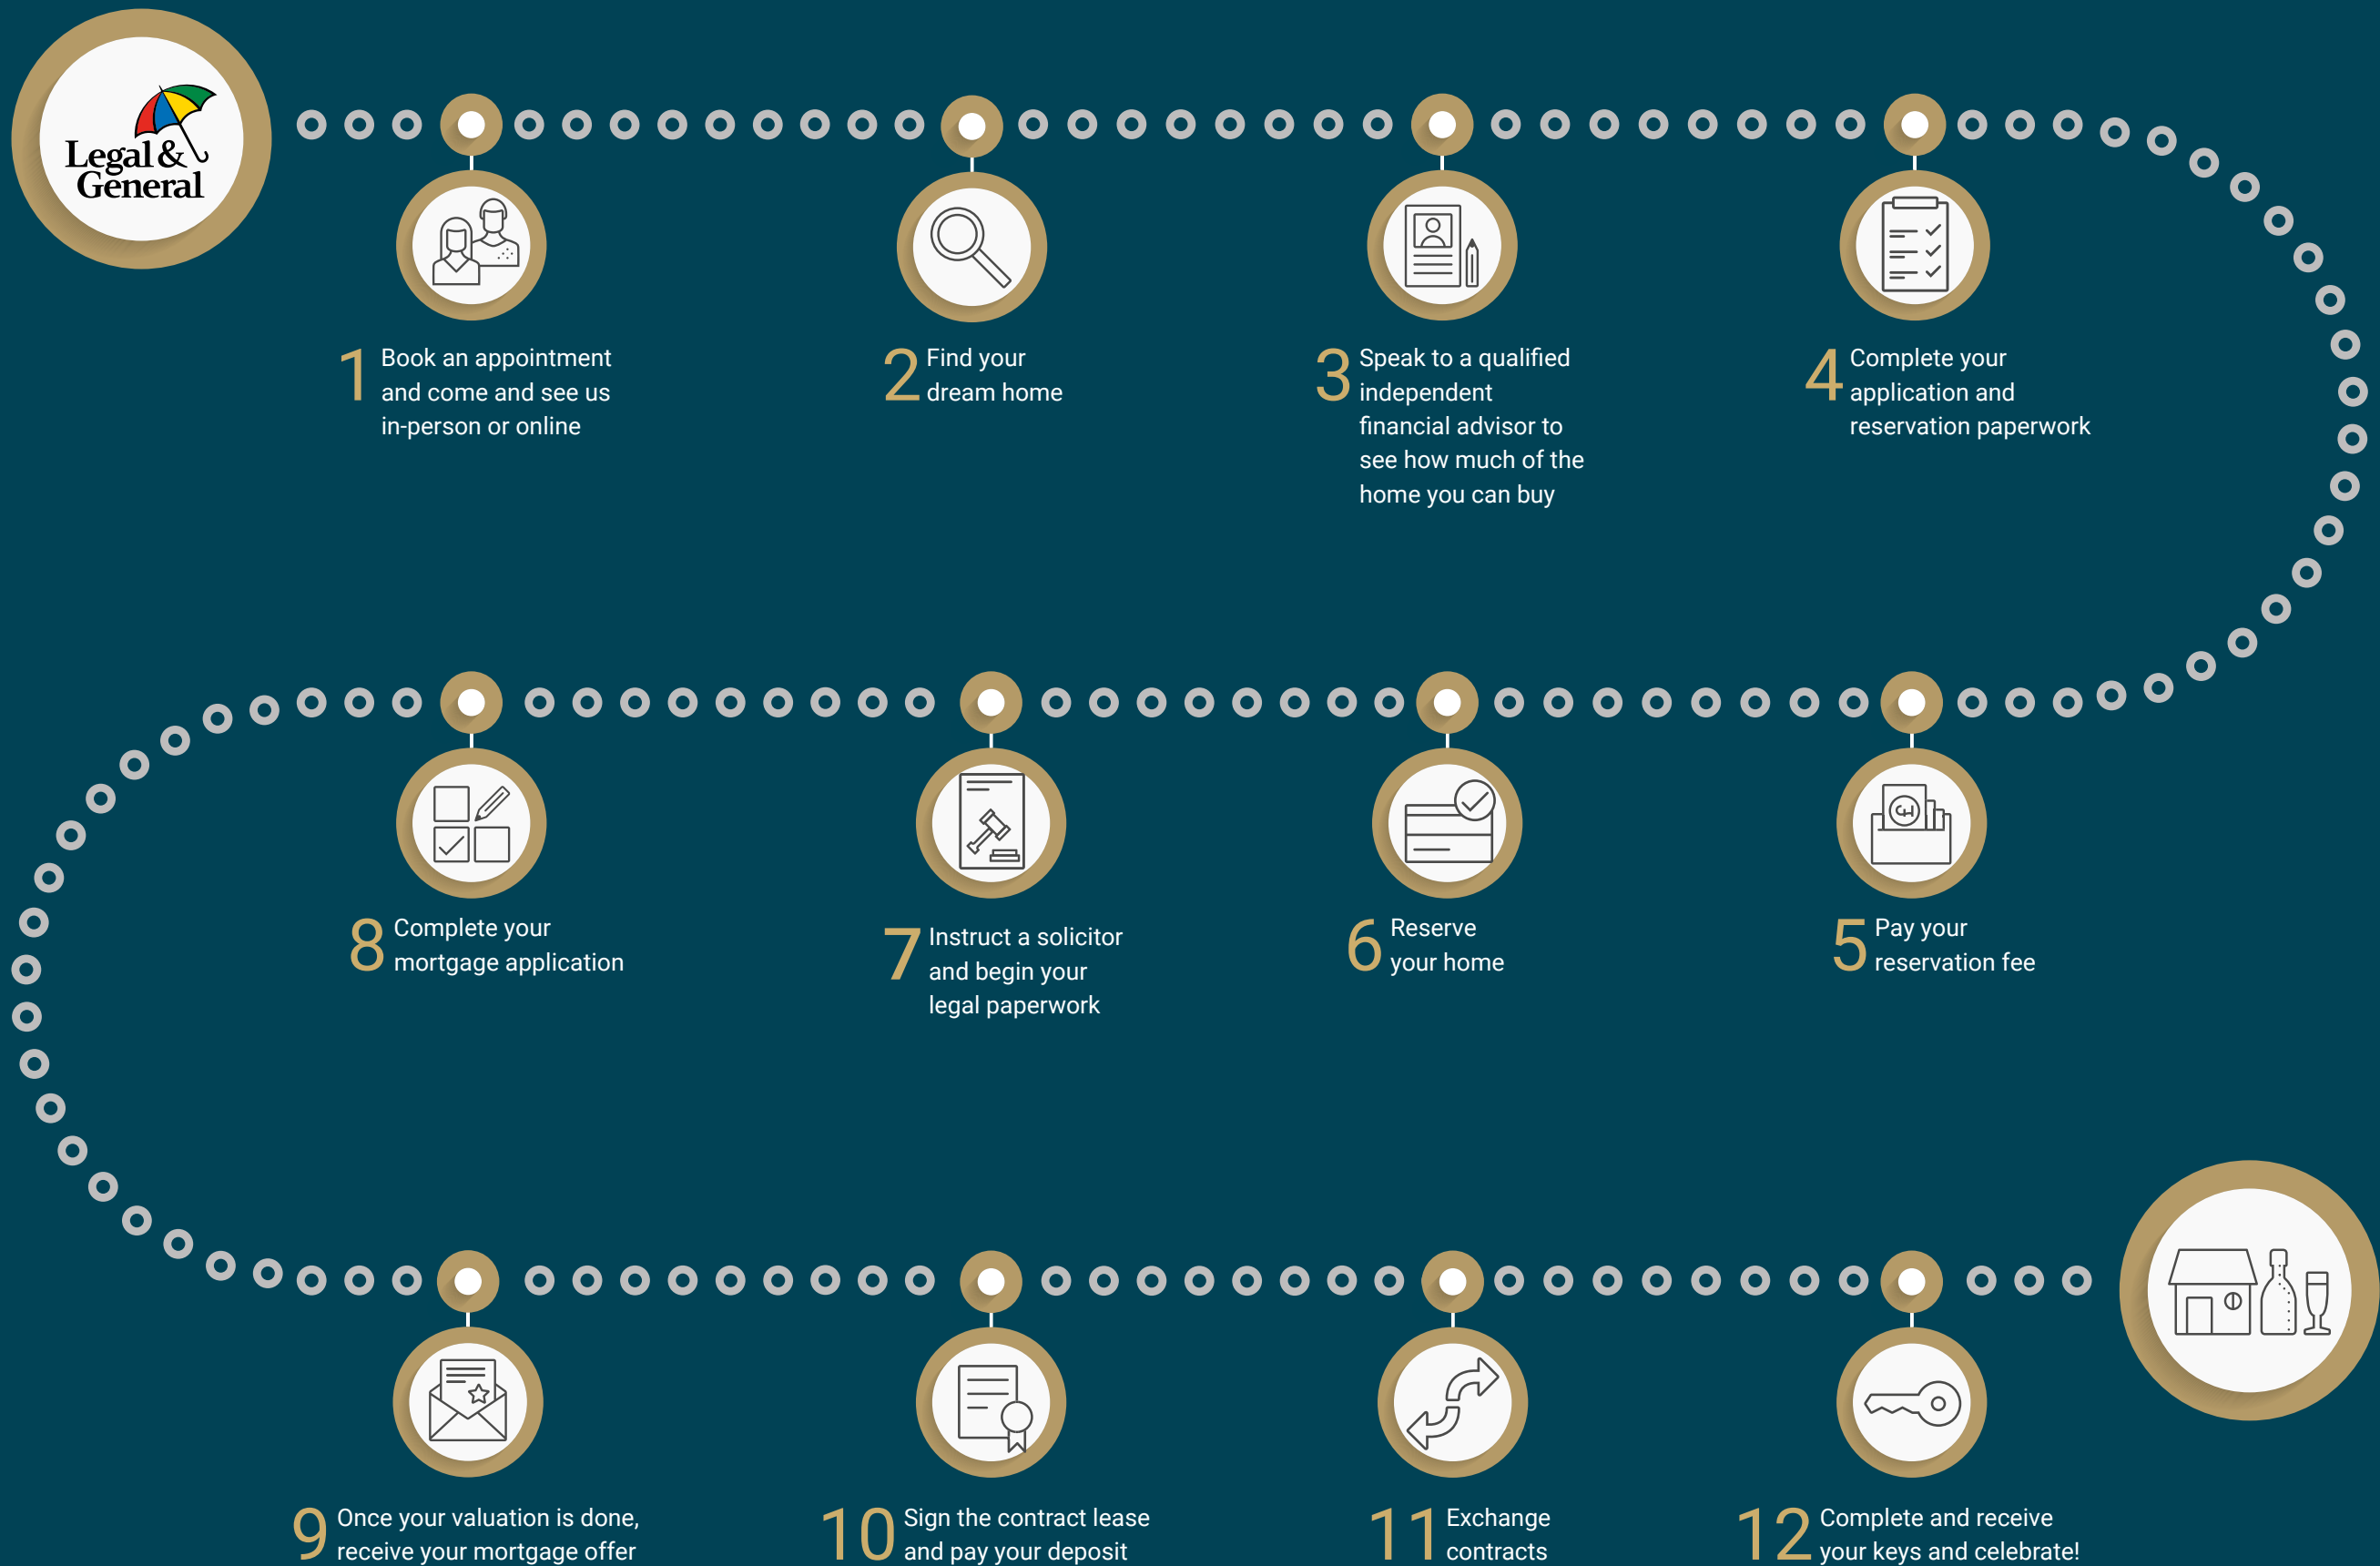 Legal &
General
1 Book an appointment
and come and see us
in-person or online
2 Find your
dream home
3 Speak to a qualified
independent
financial advisor to
see how much of the
home you can buy
4 Complete your
application and
reservation paperwork
5 Pay your
reservation fee
6 Reserve
your home
7 Instruct a solicitor
and begin your
legal paperwork
8 Complete your
mortgage application
9 Once your valuation is done,
receive your mortgage offer
10 Sign the contract lease
and pay your deposit
11 Exchange
contracts
12 Complete and receive
your keys and celebrate!